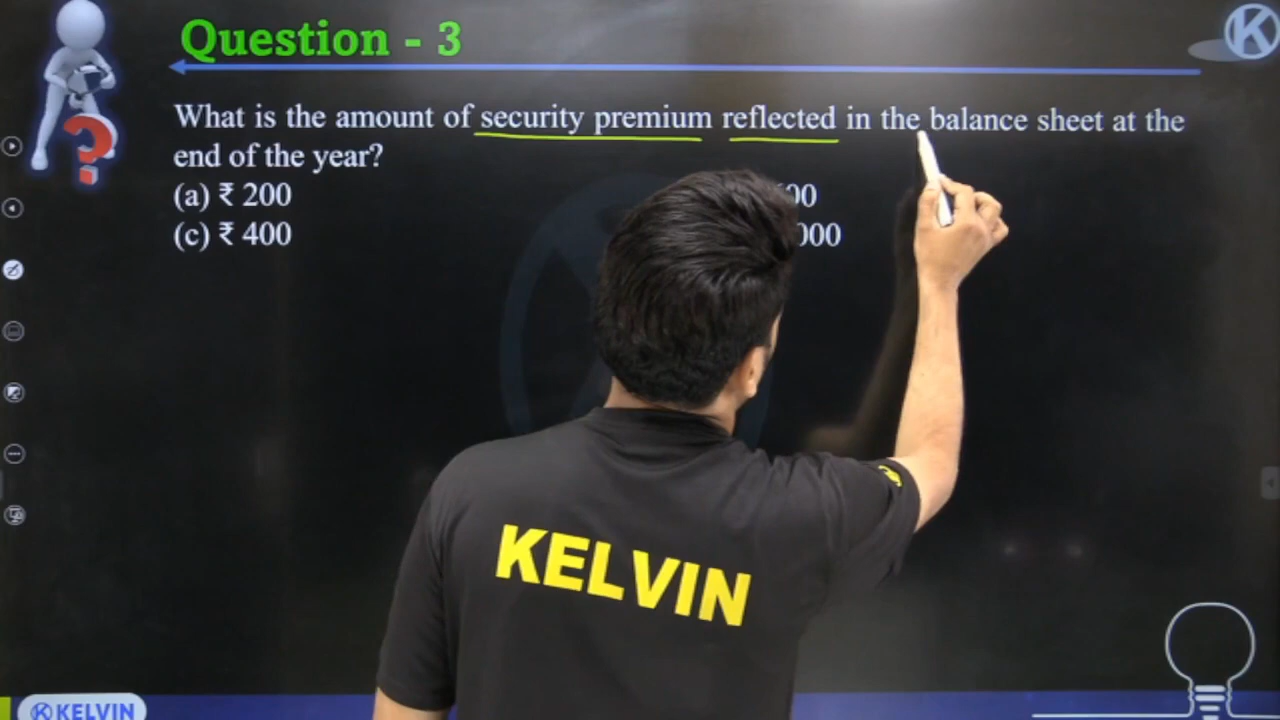 Question - 3
What is the amount of security premium reflected in the balance sheet at the
end of the year?
(a) ₹ 200
(c) ₹ 400
KELVIN
KELVIN